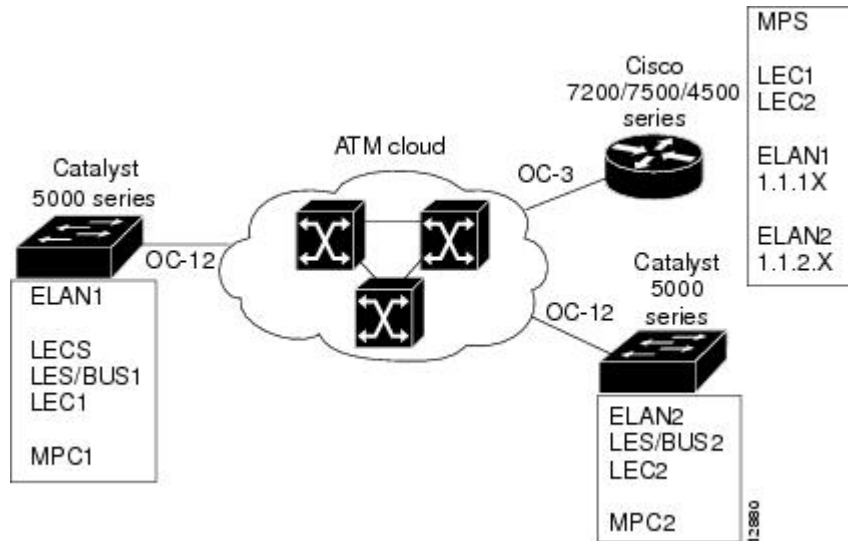 MPS
LEC1
LEC2
ELAN1
1.1.1X
ELAN2
1.1.2.X
Cisco
7200/7500/4500
series
ATM cloud
OC-3
Catalyst
5000 series
OC-12
ELAN1
LECS
LES/BUS1
LEC1
MPC1
Catalyst
5000
series
OC-12
ELAN2
LES/BUS2
LEC2
MPC2
12880